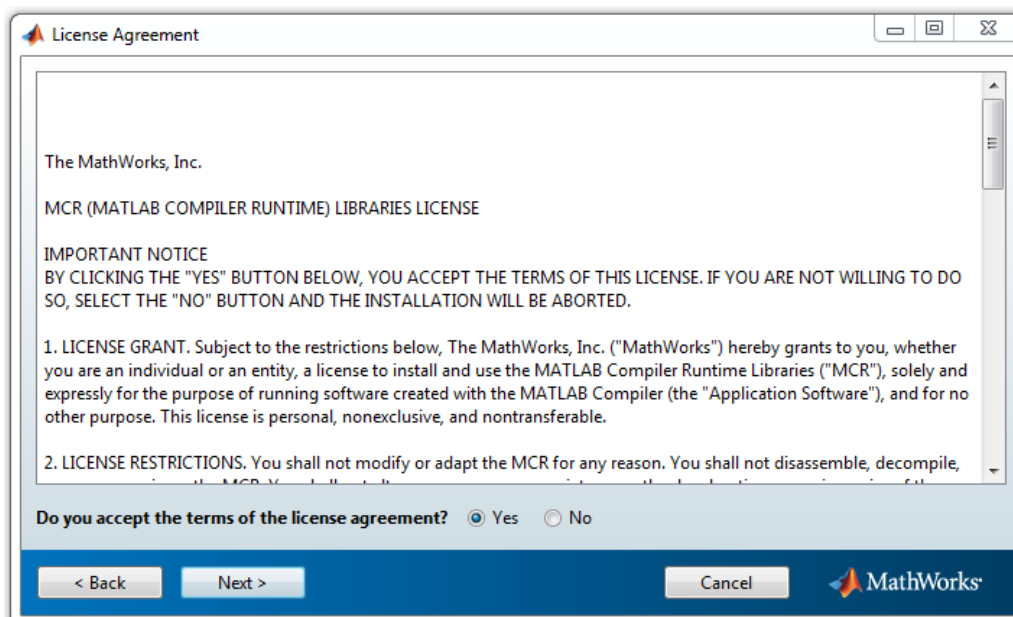 License Agreement
The MathWorks, Inc.
MCR (MATLAB COMPILER RUNTIME) LIBRARIES LICENSE
IMPORTANT NOTICE
BY CLICKING THE "YES" BUTTON BELOW, YOU ACCEPT THE TERMS OF THIS LICENSE. IF YOU ARE NOT WILLING TO DO
SO, SELECT THE "NO" BUTTON AND THE INSTALLATION WILL BE ABORTED.
1. LICENSE GRANT. Subject to the restrictions below, The MathWorks, Inc. ("MathWorks") hereby grants to you, whether
you are an individual or an entity, a license to install and use the MATLAB Compiler Runtime Libraries ("MCR"), solely and
expressly for the purpose of running software created with the MATLAB Compiler (the "Application Software"), and for no
other purpose. This license is personal, nonexclusive, and nontransferable.
2. LICENSE RESTRICTIONS. You shall not modify or adapt the MCR for any reason. You shall not disassemble, decompile,
Do you accept the terms of the license agreement? Yes No
< Back Next > Cancel MathWorks